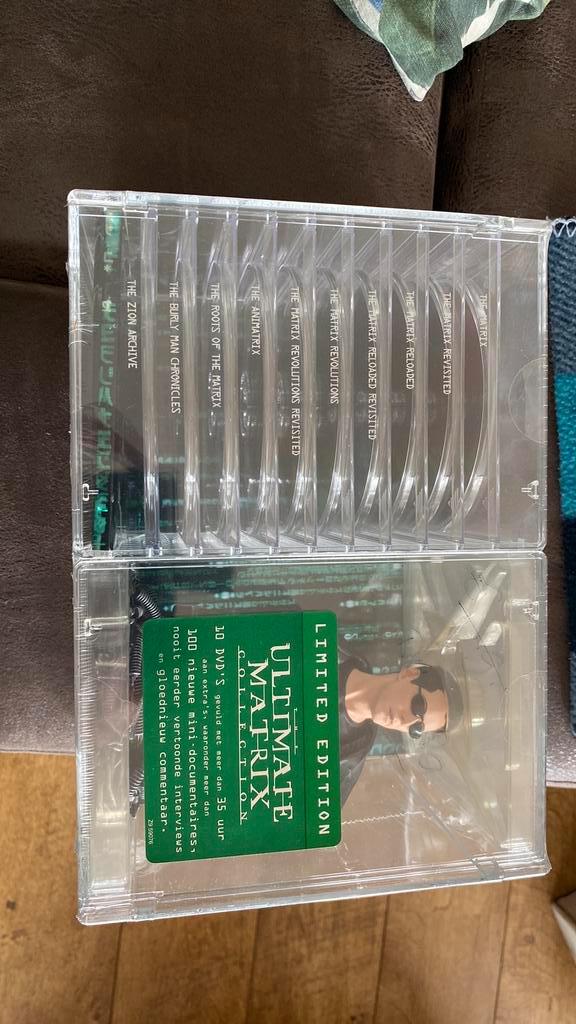 THE MATRIX
THE MATRIX REVISITED
THE MATRIX RELOADED
THE MATRIX RELOADED REVISITED
THE MATRIX REVOLUTIONS
THE MATRIX REVOLUTIONS REVISITED
THE ANIMATRIX
THE ROOTS OF THE MATRIX
THE BURLY MAN CHRONICLES
THE ZION ARCHIVE
LIMITED EDITION
THE
ULTIMATE
MATRIX
COLLECTION
10 DVD'S gevuld met meer dan 35 uur
aan extra's, waaronder meer dan
100 nieuwe mini-documentaires,
nooit eerder vertoonde interviews
en gloednieuw commentaar.
Z9 59076